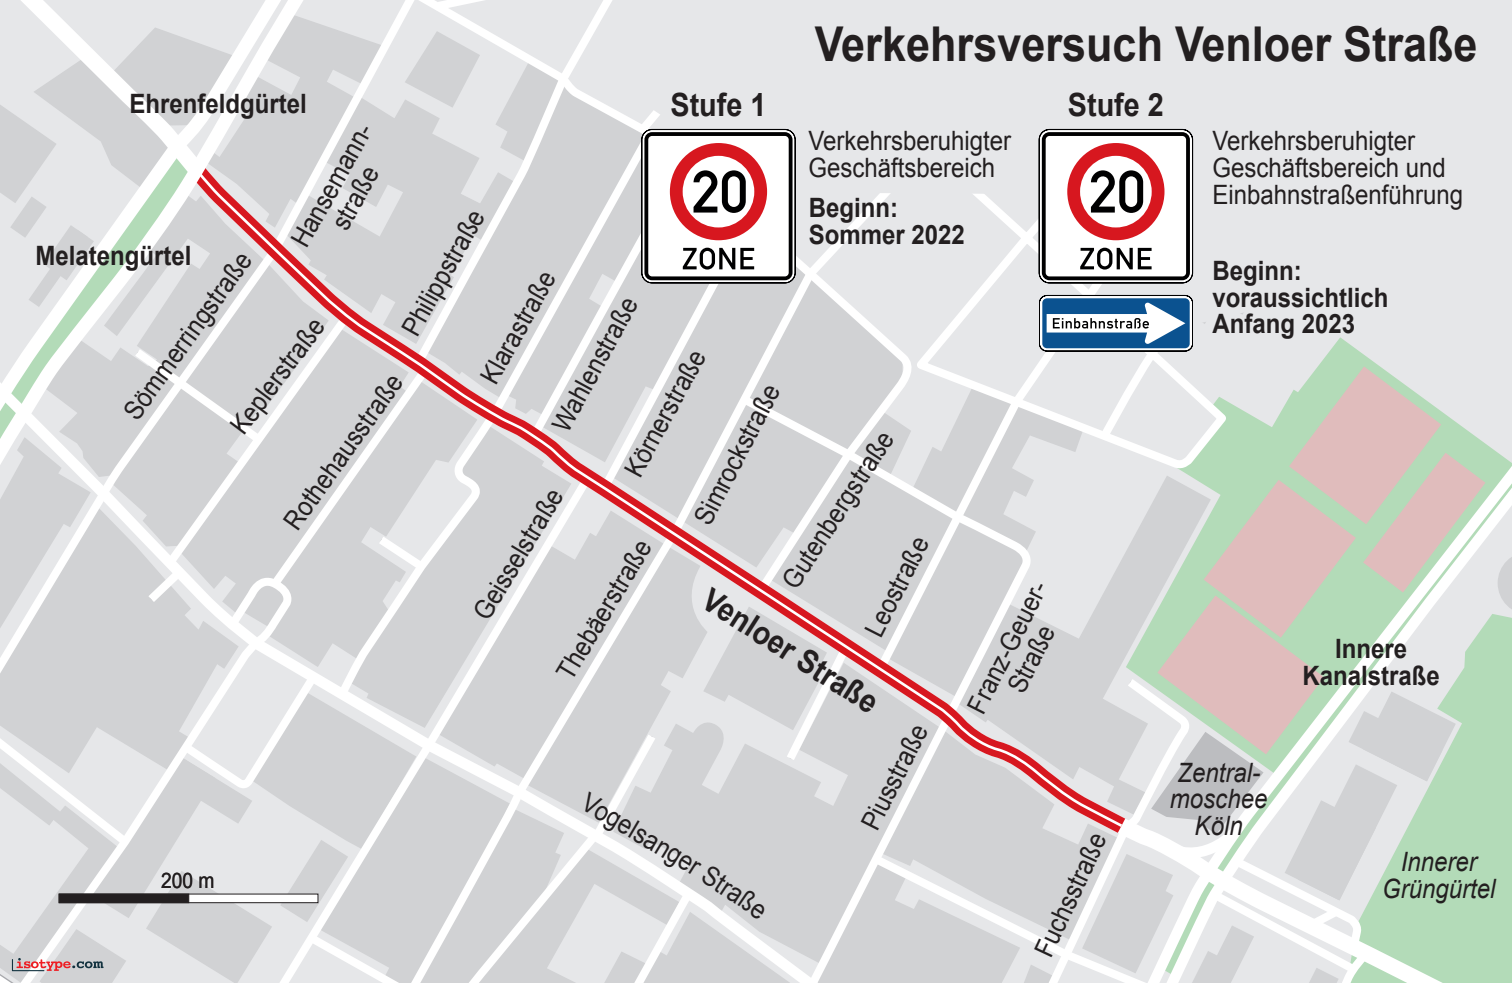 Verkehrsversuch Venloer Straße
Stufe 1
20
ZONE
Verkehrsberuhigter
Geschäftsbereich
Beginn:
Sommer 2022
Stufe 2
20
ZONE
Einbahnstraße
Verkehrsberuhigter
Geschäftsbereich und
Einbahnstraßenführung
Beginn:
voraussichtlich
Anfang 2023
Ehrenfeldgürtel
Melatengürtel
Hansemann-
straße
Sömmerringstraße
Philippstraße
Keplerstraße
Klarastraße
Rothehausstraße
Wahlenstraße
Körnerstraße
Simrockstraße
Geisselstraße
Gutenbergstraße
Thebäerstraße
Leostraße
Venloer Straße
Franz-Geuer-
Straße
Innere
Kanalstraße
Piusstraße
Zentral-
moschee
Köln
Vogelsanger Straße
Fuchsstraße
Innerer
Grüngürtel
200 m
isotype.com